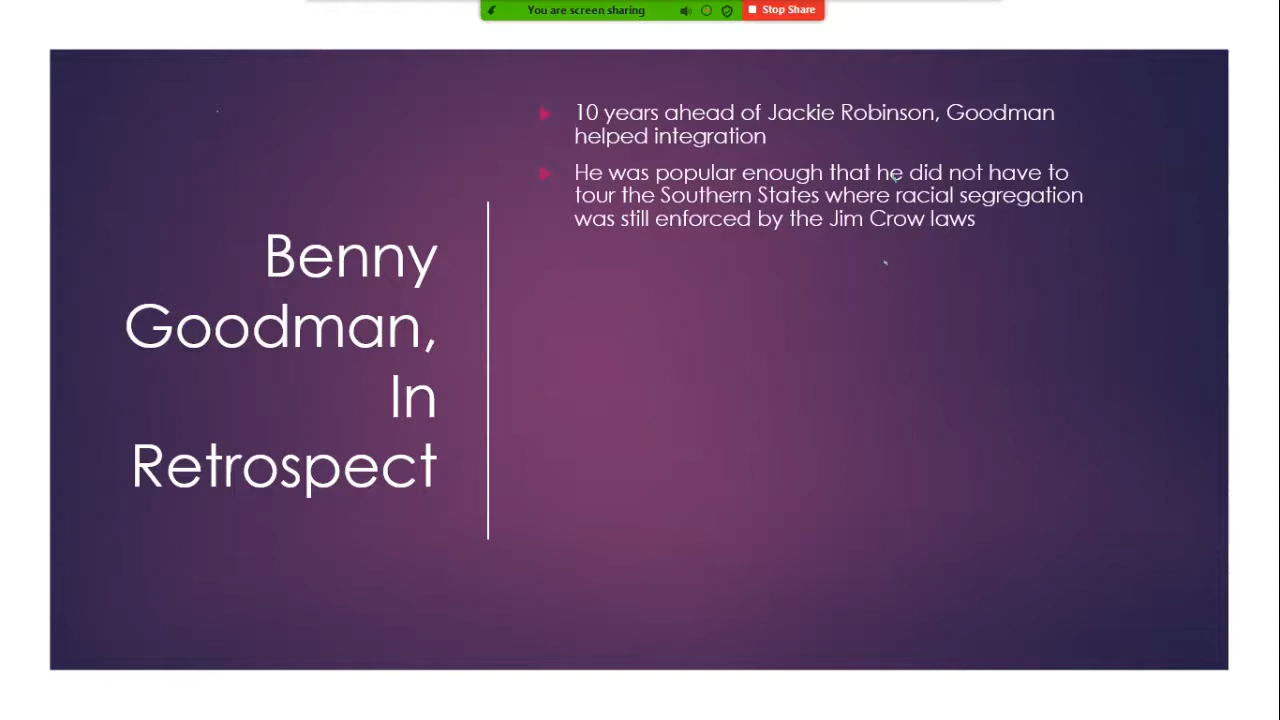 You are screen sharing
Stop Share
10 years ahead of Jackie Robinson, Goodman
helped integration
He was popular enough that he did not have to
tour the Southern States where racial segregation
was still enforced by the Jim Crow laws
Benny
Goodman,
In
Retrospect